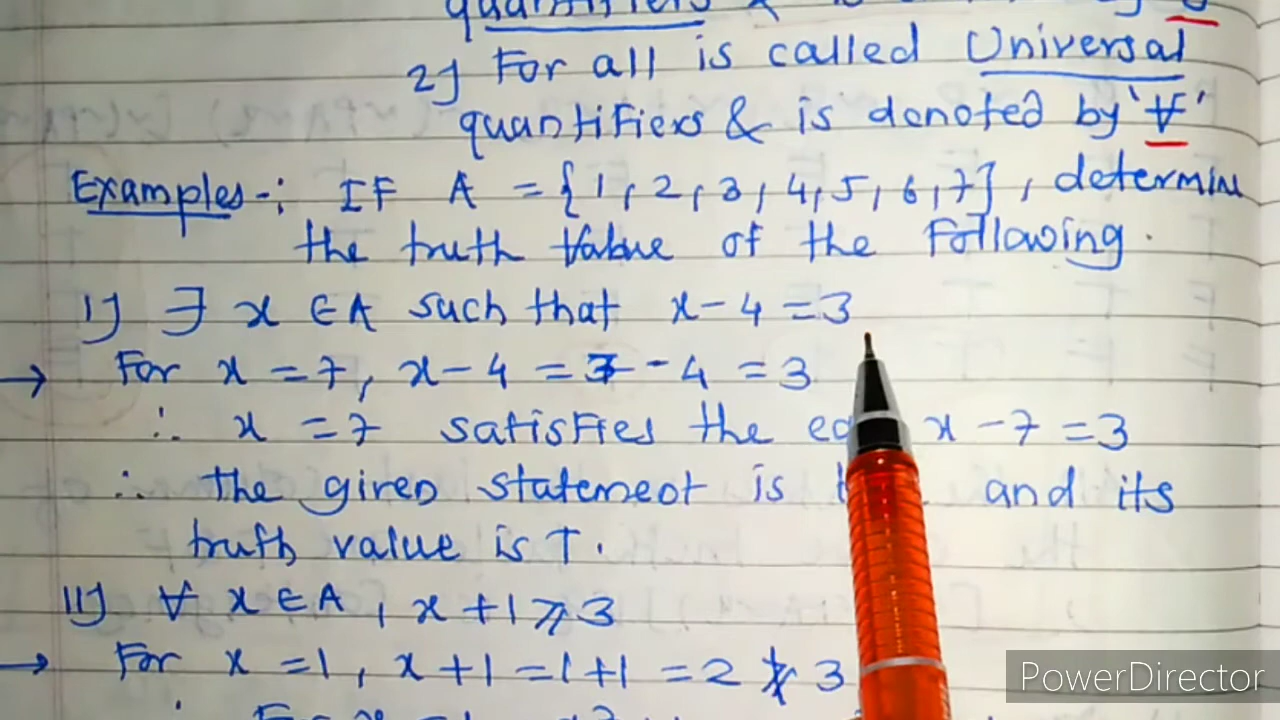 quantifiers
2] For all is called Universal
quantifiers & is denoted by '∀'
Examples-: IF A = {1, 2, 3, 4, 5, 6, 7}, determine
the truth value of the following.
i] ∃ x ∈ A such that x - 4 = 3
→ For x = 7, x - 4 = 7 - 4 = 3
∴ x = 7 satisfies the x - 7 = 3
∴ the given statement is and its
truth value is T.
ii] ∀ x ∈ A, x + 1 ≥ 3
→ For x = 1, x + 1 = 1 + 1 = 2 ≱ 3
PowerDirector